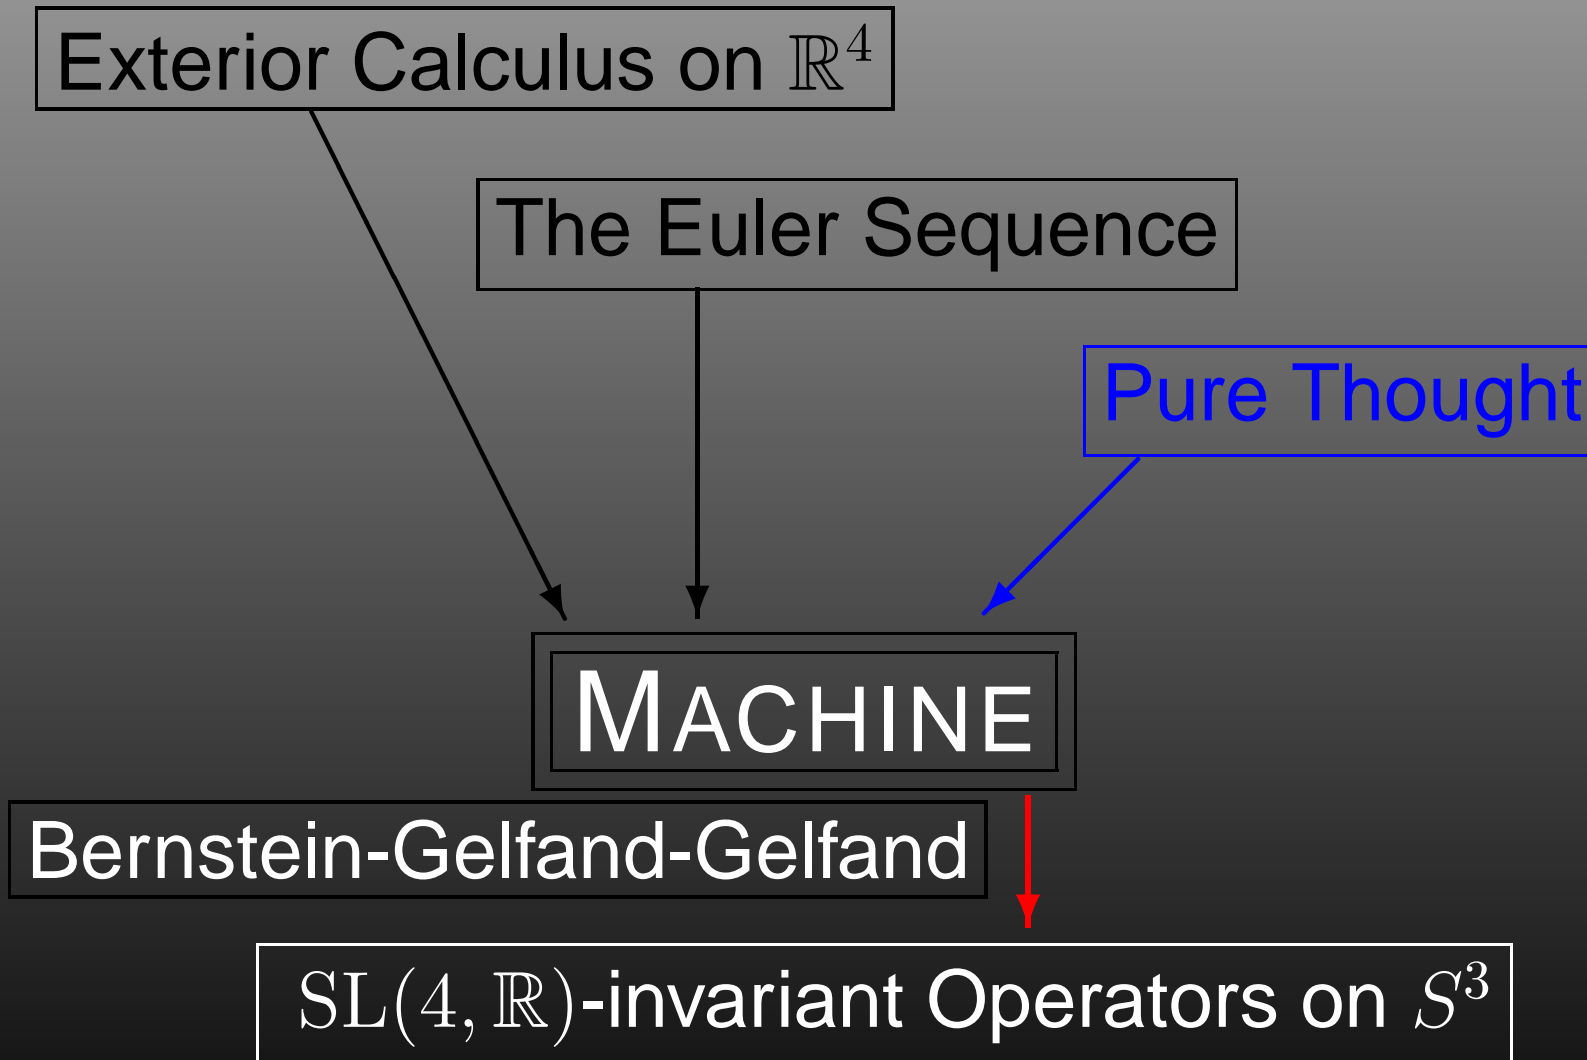 Exterior Calculus on ℝ⁴
The Euler Sequence
Pure Thought
MACHINE
Bernstein-Gelfand-Gelfand
SL(4, ℝ)-invariant Operators on S³